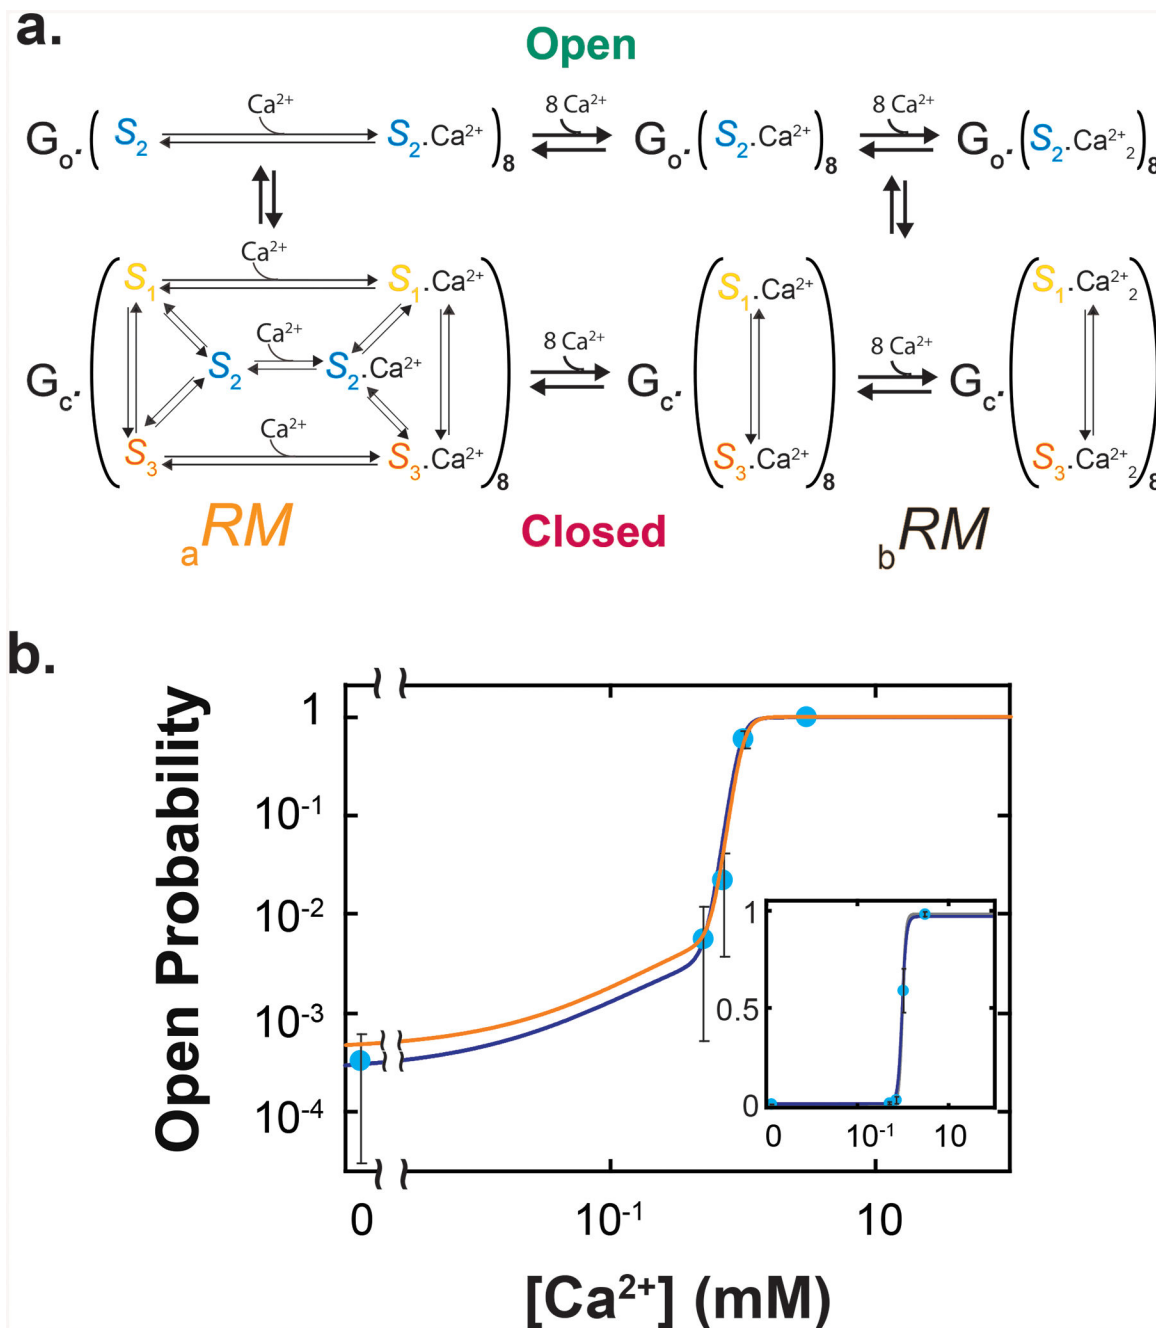 a.
Open
Ca²⁺ 8 Ca²⁺ 8 Ca²⁺
Gₒ.(S₂ S₂.Ca²⁺)₈ Gₒ.(S₂.Ca²⁺)₈ Gₒ.(S₂.Ca²⁺₂)₈
Ca²⁺
S₁ S₁.Ca²⁺ S₁.Ca²⁺ S₁.Ca²⁺₂
Ca²⁺ 8 Ca²⁺ 8 Ca²⁺
G꜀.( S₂ S₂.Ca²⁺ G꜀.( G꜀.(
Ca²⁺
S₃ S₃.Ca²⁺)₈ S₃.Ca²⁺)₈ S₃.Ca²⁺₂)₈
aRM Closed bRM
b.
Open Probability
1
10⁻¹
10⁻²
10⁻³
10⁻⁴
1
0.5
0
0 10⁻¹ 10
0 10⁻¹ 10
[Ca²⁺] (mM)